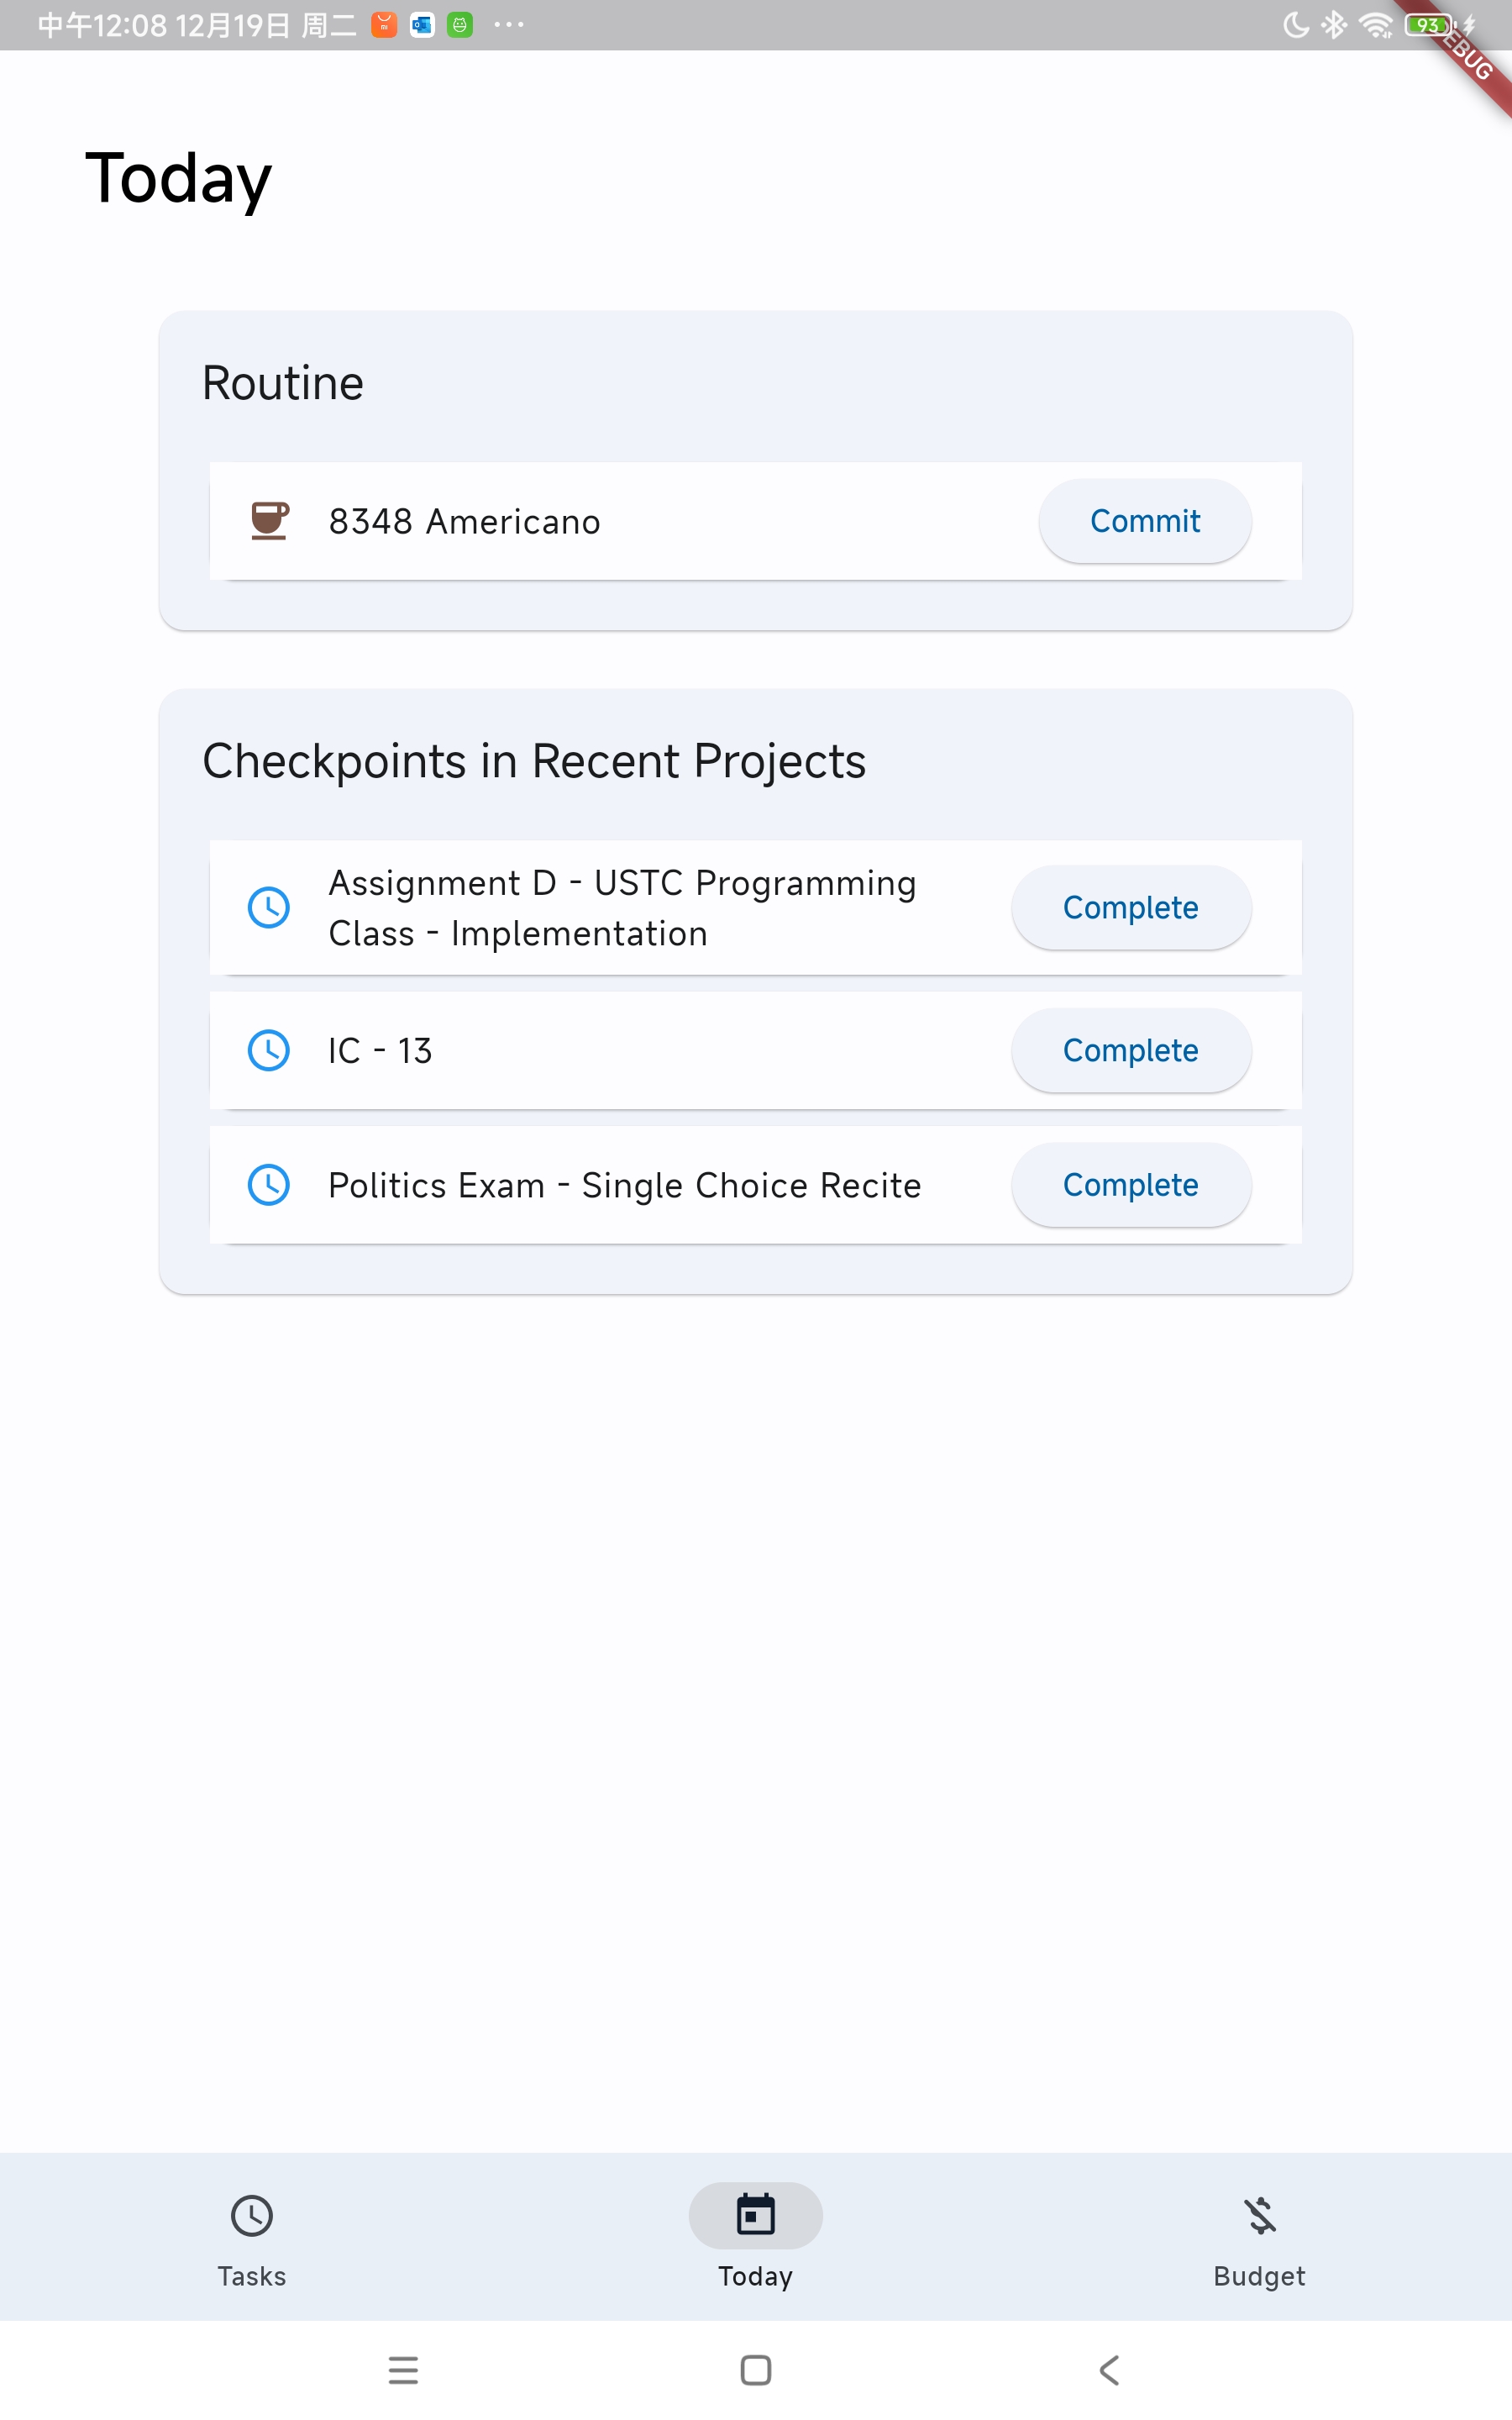 中午12:08 12月19日 周二
93
EBUG
Today
Routine
8348 Americano
Commit
Checkpoints in Recent Projects
Assignment D - USTC Programming
Class - Implementation
Complete
IC - 13
Complete
Politics Exam - Single Choice Recite
Complete
Tasks
Today
Budget